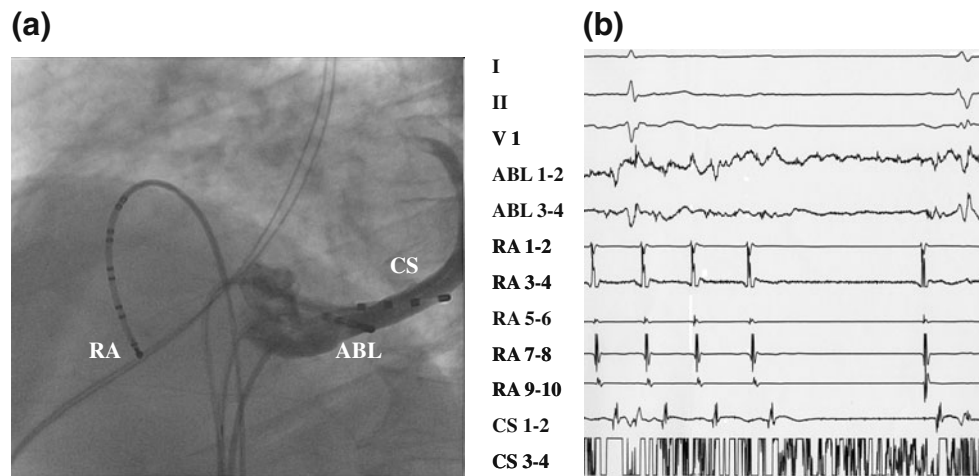 (a)
(b)
CS
RA
ABL
I
II
V 1
ABL 1-2
ABL 3-4
RA 1-2
RA 3-4
RA 5-6
RA 7-8
RA 9-10
CS 1-2
CS 3-4